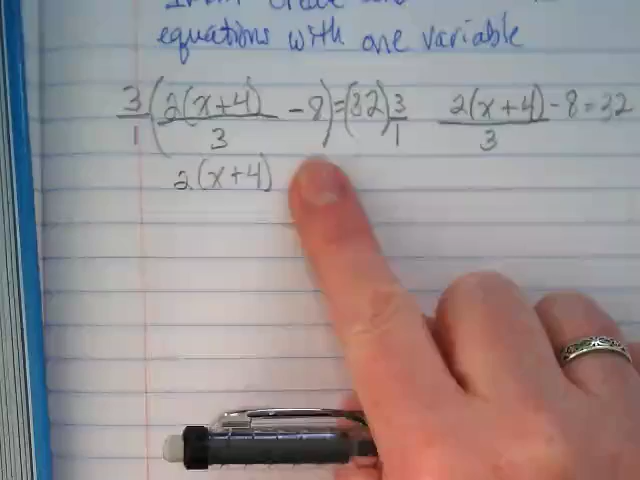 equations with one variable
3/1 (2(x+4)/3 - 8) = (32) 3/1    2(x+4)/3 - 8 = 32
2(x+4)